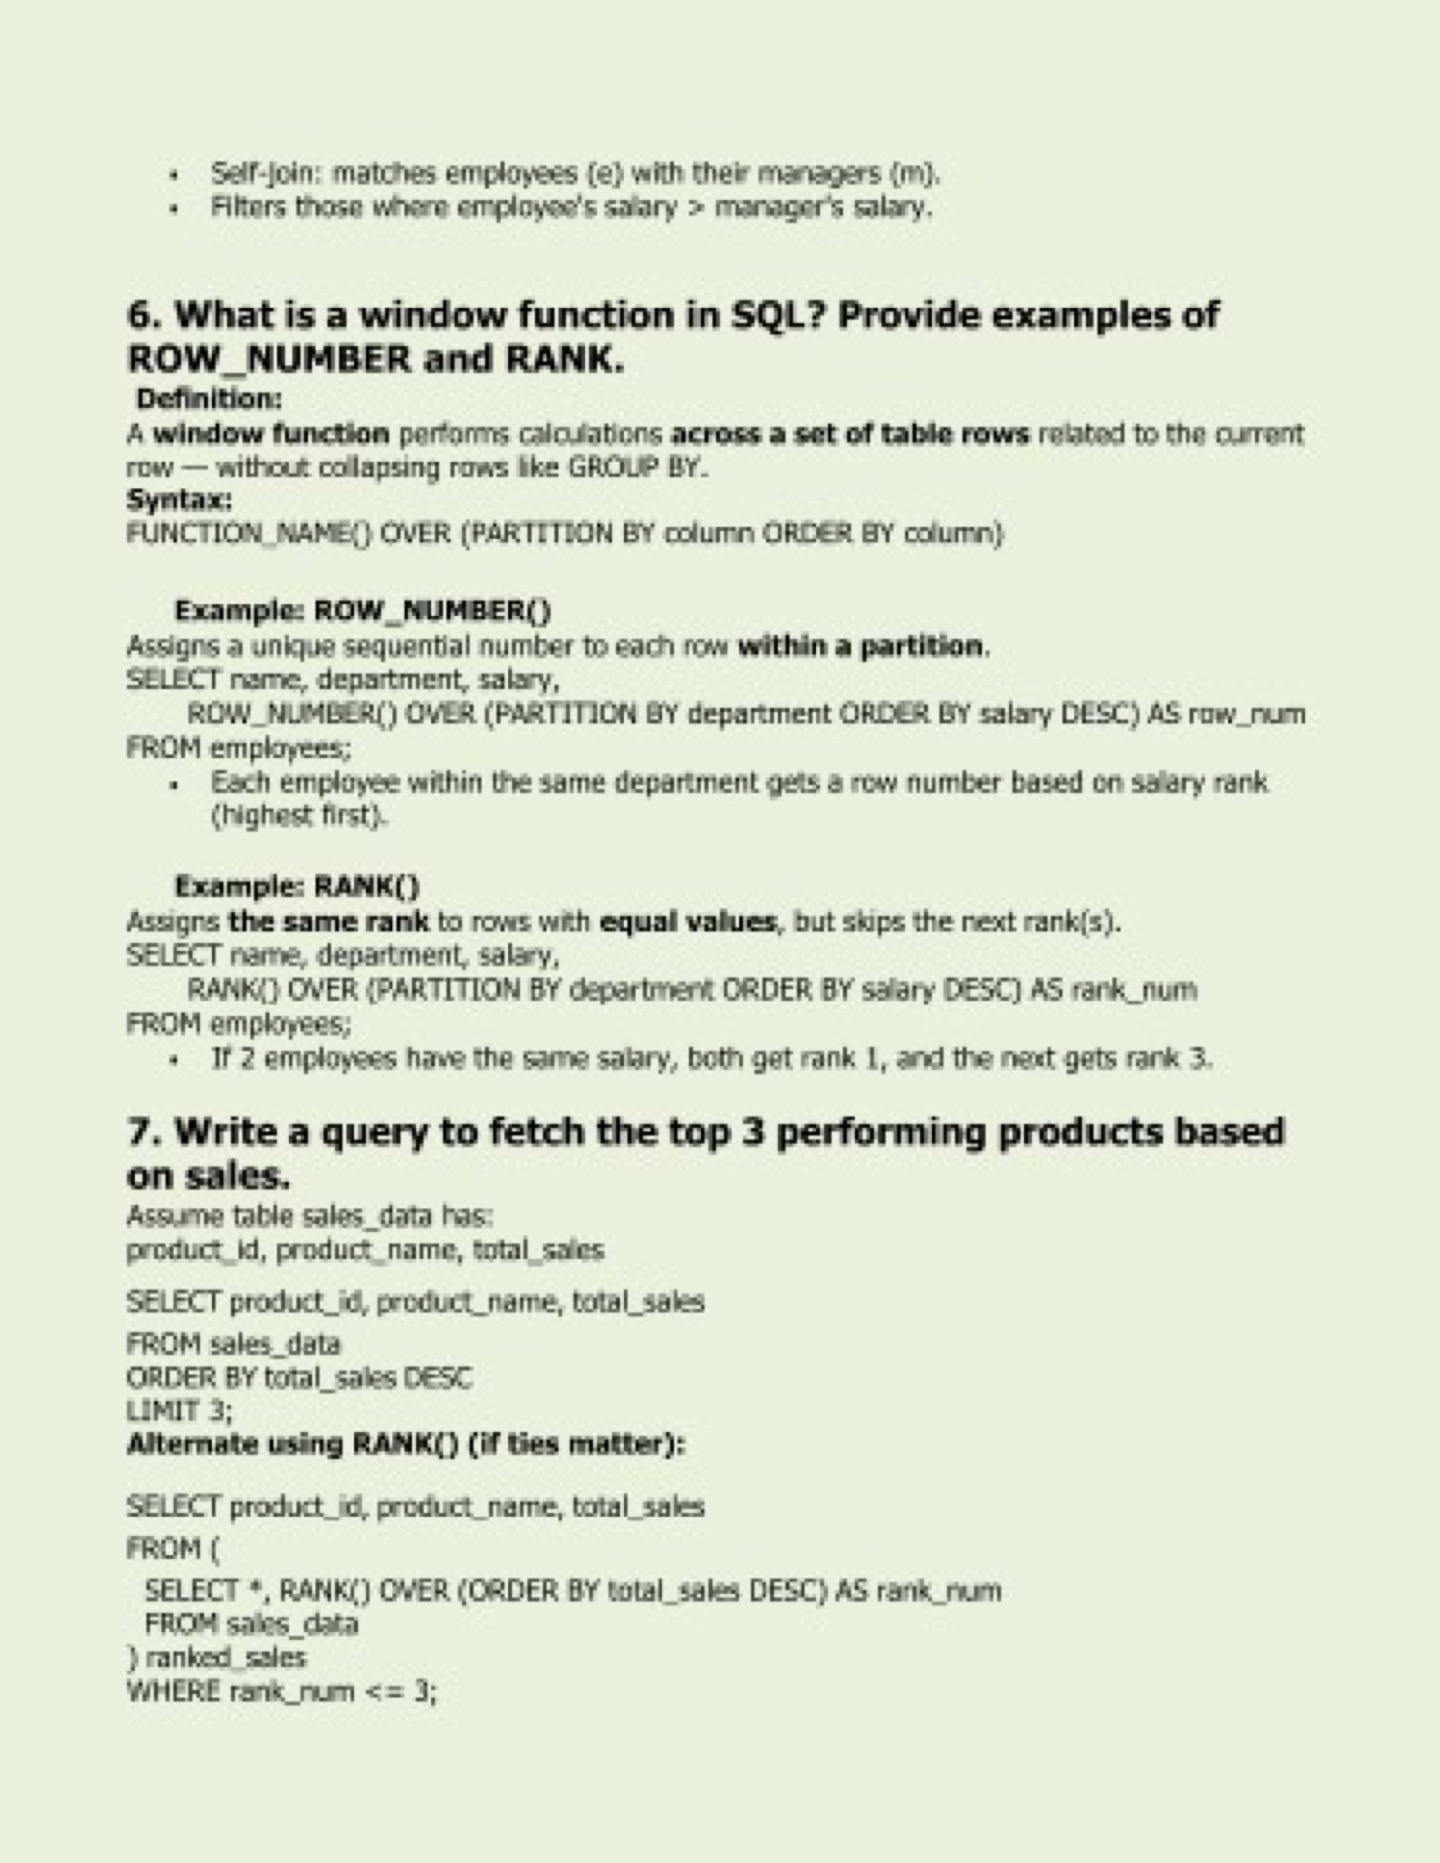 • Self-join: matches employees (e) with their managers (m).
• Filters those where employee's salary > manager's salary.
6. What is a window function in SQL? Provide examples of
ROW_NUMBER and RANK.
Definition:
A window function performs calculations across a set of table rows related to the current
row — without collapsing rows like GROUP BY.
Syntax:
FUNCTION_NAME() OVER (PARTITION BY column ORDER BY column)
Example: ROW_NUMBER()
Assigns a unique sequential number to each row within a partition.
SELECT name, department, salary,
ROW_NUMBER() OVER (PARTITION BY department ORDER BY salary DESC) AS row_num
FROM employees;
• Each employee within the same department gets a row number based on salary rank
(highest first).
Example: RANK()
Assigns the same rank to rows with equal values, but skips the next rank(s).
SELECT name, department, salary,
RANK() OVER (PARTITION BY department ORDER BY salary DESC) AS rank_num
FROM employees;
• If 2 employees have the same salary, both get rank 1, and the next gets rank 3.
7. Write a query to fetch the top 3 performing products based
on sales.
Assume table sales_data has:
product_id, product_name, total_sales
SELECT product_id, product_name, total_sales
FROM sales_data
ORDER BY total_sales DESC
LIMIT 3;
Alternate using RANK() (if ties matter):
SELECT product_id, product_name, total_sales
FROM (
SELECT *, RANK() OVER (ORDER BY total_sales DESC) AS rank_num
FROM sales_data
) ranked_sales
WHERE rank_num <= 3;